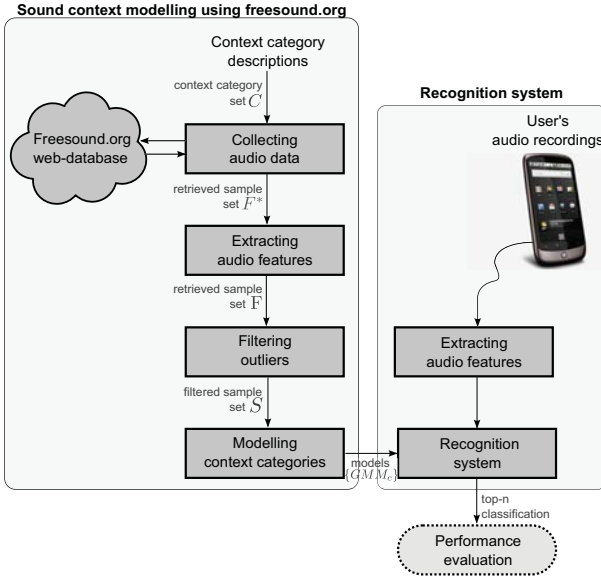 Sound context modelling using freesound.org
Context category
descriptions
context category
set C
Freesound.org
web-database
Collecting
audio data
retrieved sample
set F*
Extracting
audio features
retrieved sample
set F
Filtering
outliers
filtered sample
set S
Modelling
context categories
models
{GMM_c}
Recognition system
User's
audio recordings
Extracting
audio features
Recognition
system
top-n
classification
Performance
evaluation